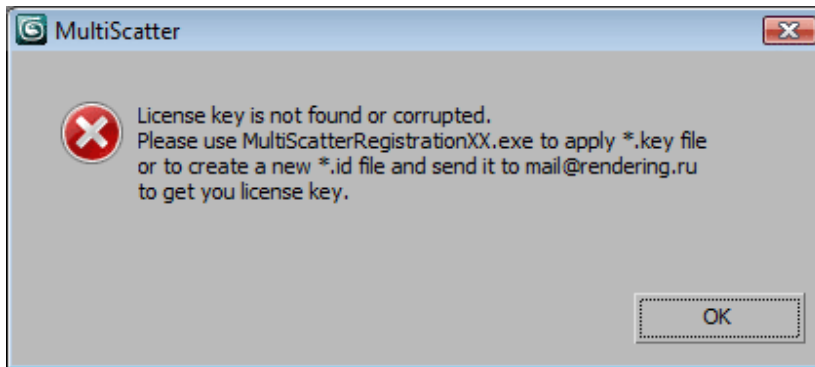 MultiScatter
License key is not found or corrupted.
Please use MultiScatterRegistrationXX.exe to apply *.key file
or to create a new *.id file and send it to mail@rendering.ru
to get you license key.
OK